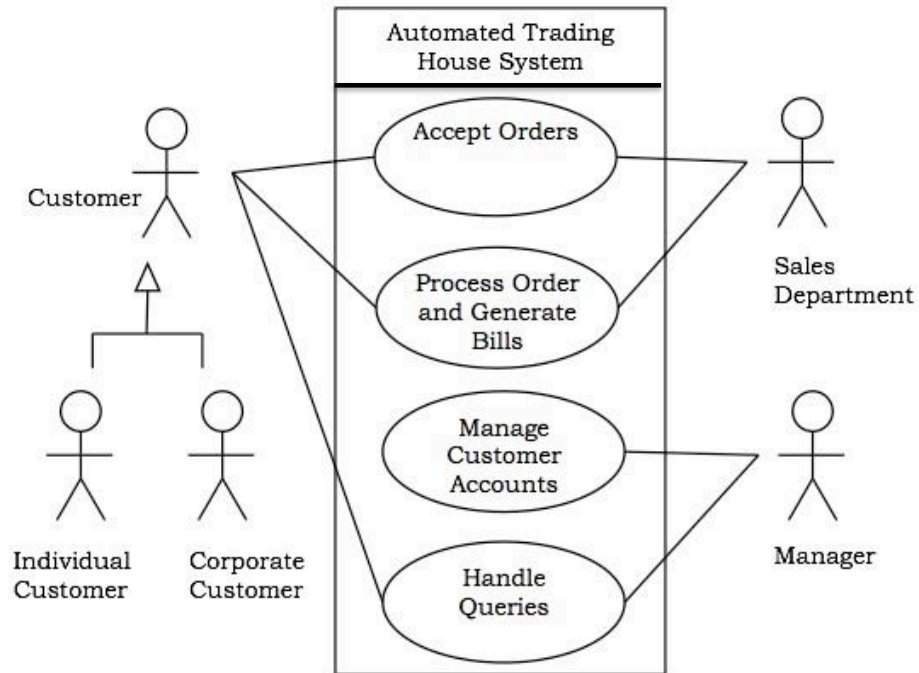 Automated Trading
House System
Accept Orders
Customer
Process Order
and Generate
Bills
Sales
Department
Manage
Customer
Accounts
Individual
Customer
Corporate
Customer
Manager
Handle
Queries